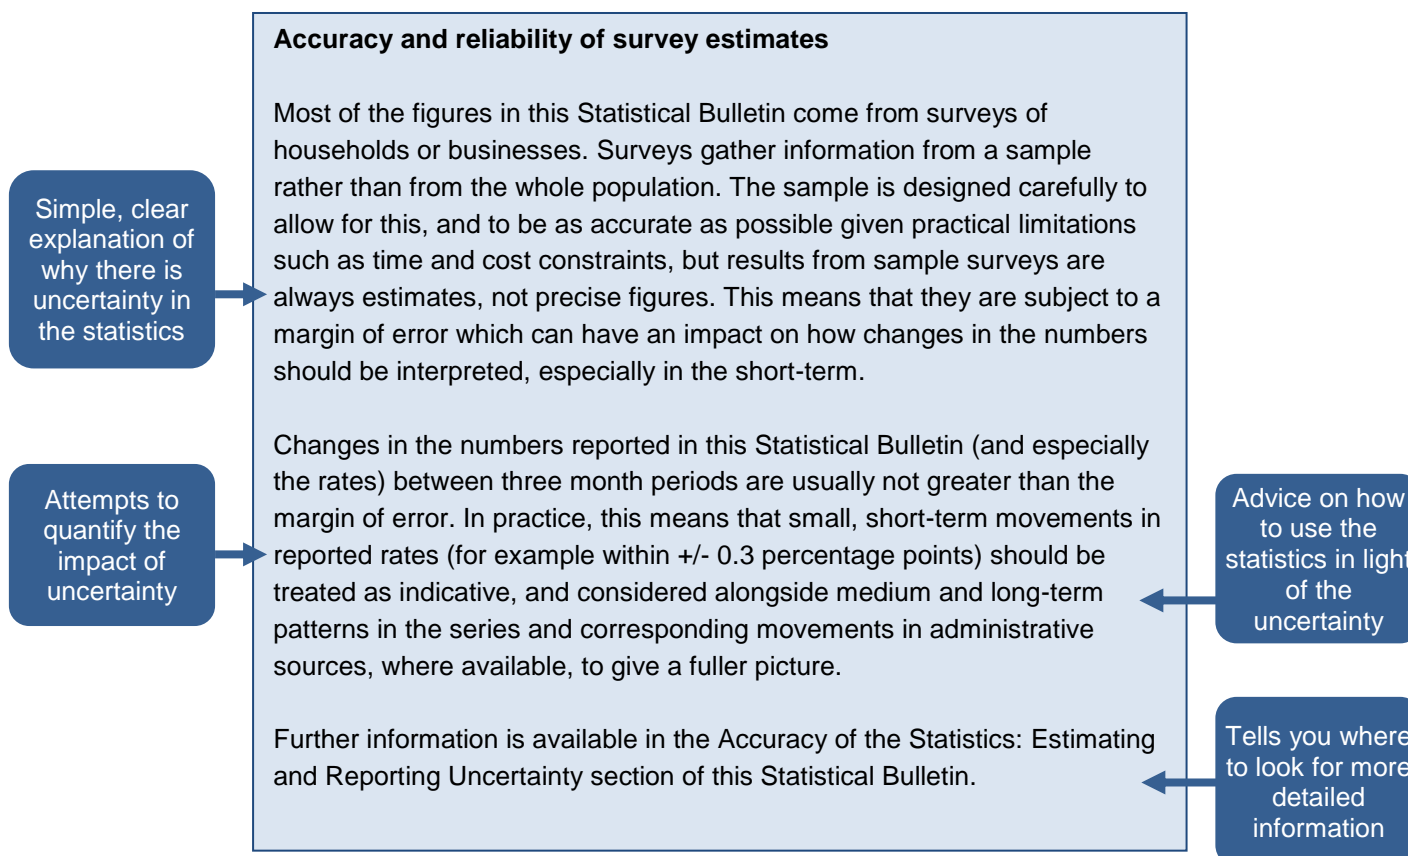 Accuracy and reliability of survey estimates
Most of the figures in this Statistical Bulletin come from surveys of
households or businesses. Surveys gather information from a sample
rather than from the whole population. The sample is designed carefully to
allow for this, and to be as accurate as possible given practical limitations
such as time and cost constraints, but results from sample surveys are
always estimates, not precise figures. This means that they are subject to a
margin of error which can have an impact on how changes in the numbers
should be interpreted, especially in the short-term.
Changes in the numbers reported in this Statistical Bulletin (and especially
the rates) between three month periods are usually not greater than the
margin of error. In practice, this means that small, short-term movements in
reported rates (for example within +/- 0.3 percentage points) should be
treated as indicative, and considered alongside medium and long-term
patterns in the series and corresponding movements in administrative
sources, where available, to give a fuller picture.
Further information is available in the Accuracy of the Statistics: Estimating
and Reporting Uncertainty section of this Statistical Bulletin.
Simple, clear
explanation of
why there is
uncertainty in
the statistics
Attempts to
quantify the
impact of
uncertainty
Advice on how
to use the
statistics in light
of the
uncertainty
Tells you where
to look for more
detailed
information